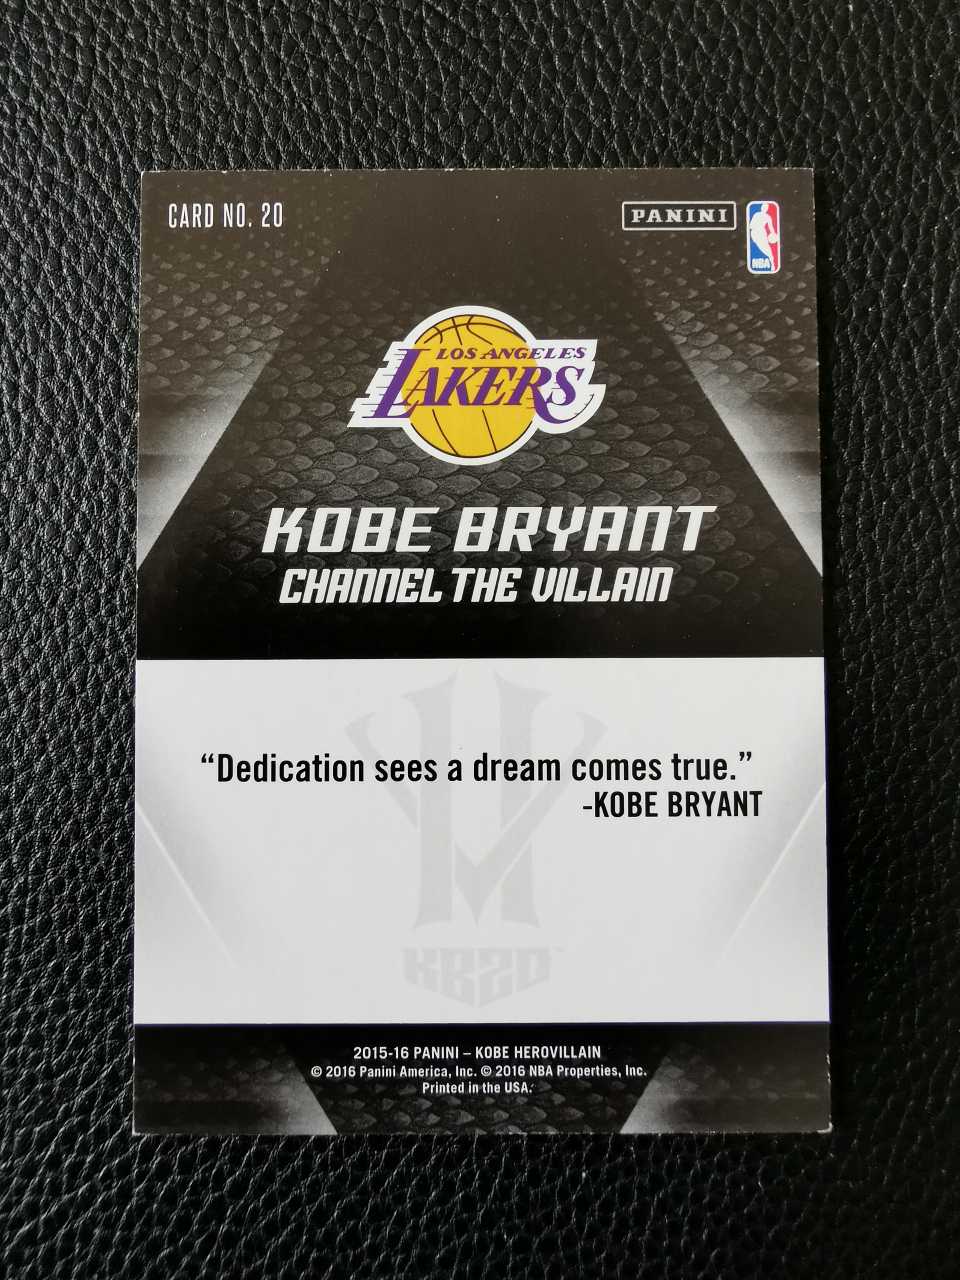 CARD NO. 20
PANINI
NBA
LOS ANGELES
LAKERS
KOBE BRYANT
CHANNEL THE VILLAIN
“Dedication sees a dream comes true.”
-KOBE BRYANT
KB20™
2015-16 PANINI – KOBE HEROVILLAIN
© 2016 Panini America, Inc. © 2016 NBA Properties, Inc.
Printed in the USA.